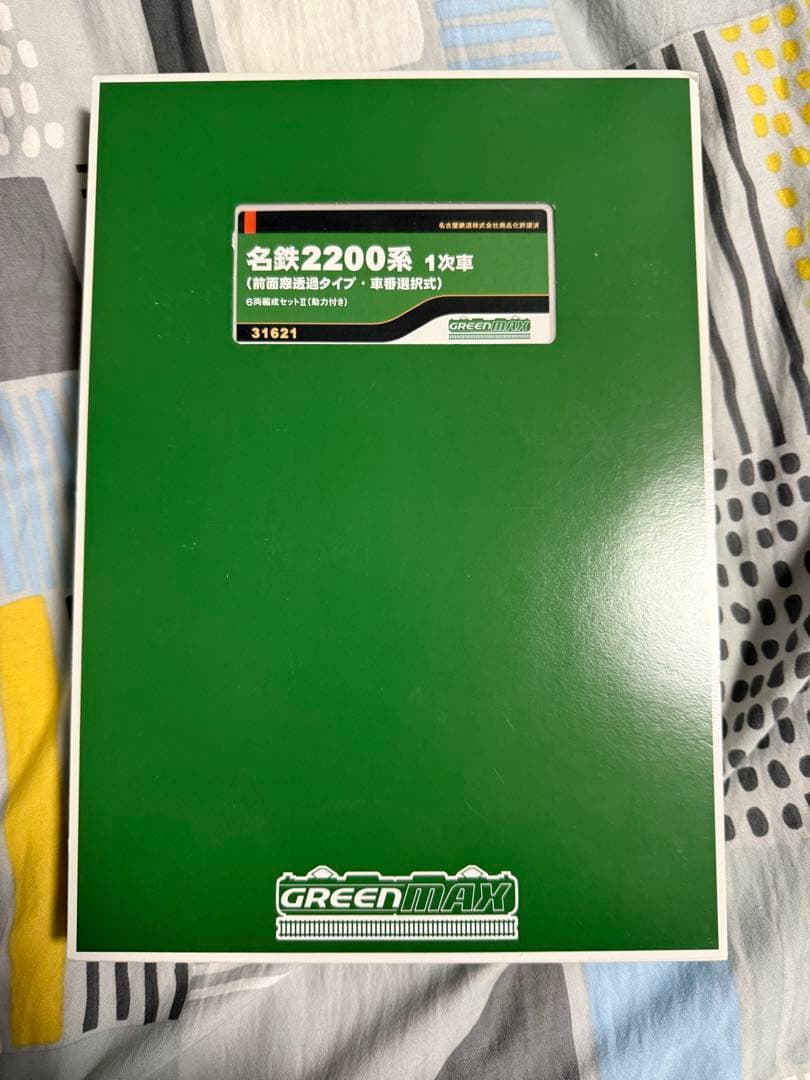 名古屋鉄道株式会社商品化許諾済
名鉄2200系 1次車
(前面窓透過タイプ・車番選択式)
6両編成セットⅡ(動力付き)
31621
GREENMAX
GREENMAX